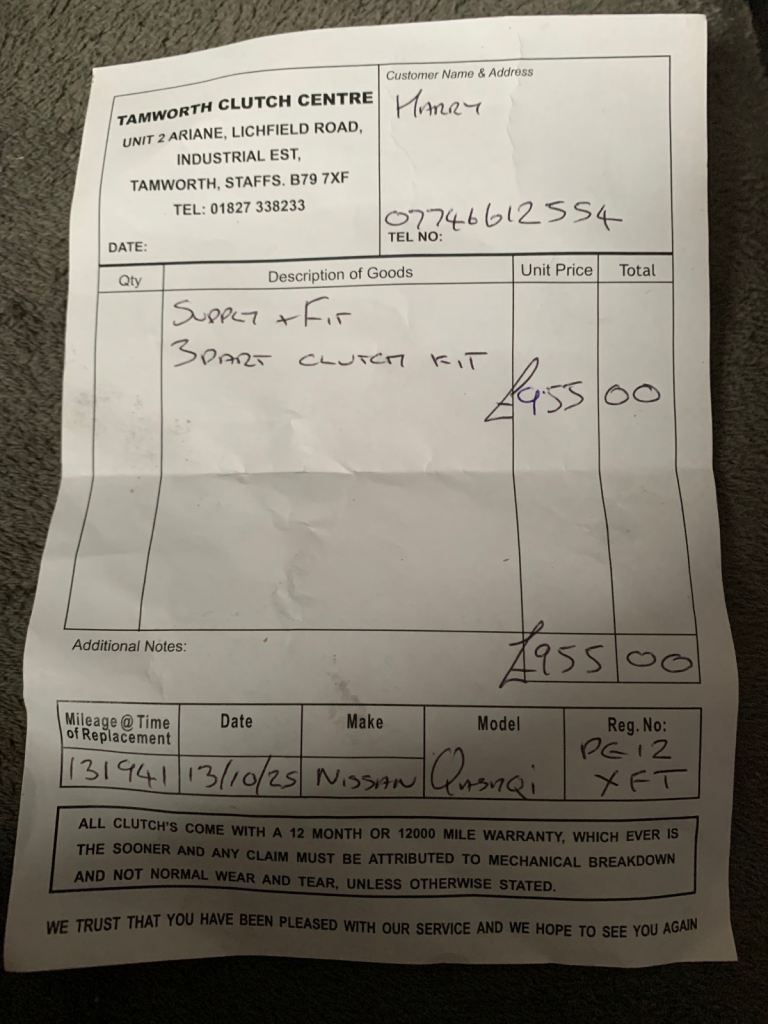 TAMWORTH CLUTCH CENTRE
UNIT 2 ARIANE, LICHFIELD ROAD,
INDUSTRIAL EST,
TAMWORTH, STAFFS. B79 7XF
TEL: 01827 338233
DATE:
Customer Name & Address
HARRY
07746612554
TEL NO:
Qty Description of Goods Unit Price Total
SUPPLY + FIT
3 PART CLUTCH KIT
£955 00
Additional Notes:
£955 00
Mileage @ Time of Replacement Date Make Model Reg. No:
131941 13/10/25 NISSAN QASHQI PE12 XFT
ALL CLUTCH'S COME WITH A 12 MONTH OR 12000 MILE WARRANTY, WHICH EVER IS
THE SOONER AND ANY CLAIM MUST BE ATTRIBUTED TO MECHANICAL BREAKDOWN
AND NOT NORMAL WEAR AND TEAR, UNLESS OTHERWISE STATED.
WE TRUST THAT YOU HAVE BEEN PLEASED WITH OUR SERVICE AND WE HOPE TO SEE YOU AGAIN